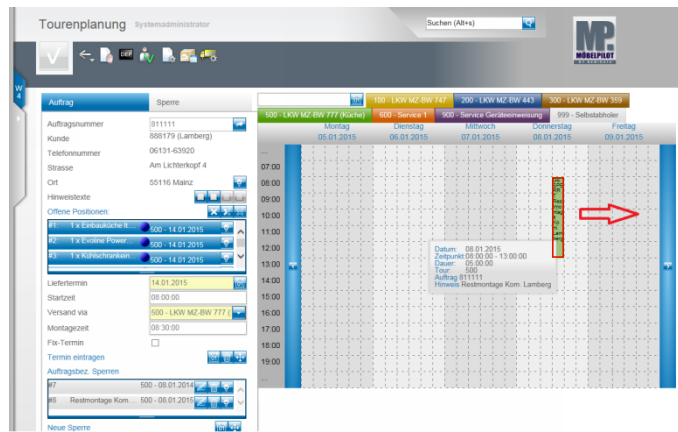 Tourenplanung Systemadministrator
Suchen (Alt+s)
MP
MÖBELPILOT
DEF
W
4
Auftrag Sperre
Auftragsnummer 811111
Kunde 888179 (Lamberg)
Telefonnummer 06131-63920
Strasse Am Lichterkopf 4
Ort 55116 Mainz
Hinweistexte
Offene Positionen:
#1 1 x Einbauküche lt.... 500 - 14.01.2015
#2 1 x Evoline Power... 500 - 14.01.2015
#3 1 x Kühlschranken... 500 - 14.01.2015
Liefertermin 14.01.2015
Startzeit 08:00:00
Versand via 500 - LKW MZ-BW 777 (
Montagezeit 08:30:00
Fix-Termin
Termin eintragen
Auftragsbez. Sperren
#7 500 - 08.01.2014
#8 Restmontage Kom... 500 - 08.01.2015
Neue Sperre
100 - LKW MZ-BW 747 200 - LKW MZ-BW 443 300 - LKW MZ-BW 359
500 - LKW MZ-BW 777 (Küche) 600 - Service 1 900 - Service Geräteeinweisung 999 - Selbstabholer
Montag Dienstag Mittwoch Donnerstag Freitag
05.01.2015 06.01.2015 07.01.2015 08.01.2015 09.01.2015
...
07:00
08:00
09:00
10:00
11:00
12:00
13:00
14:00
15:00
16:00
17:00
18:00
19:00
...
Datum: 08.01.2015
Zeitpunkt:08:00:00 - 13:00:00
Dauer: 05:00:00
Tour: 500
Auftrag 811111
Hinweis Restmontage Kom. Lamberg